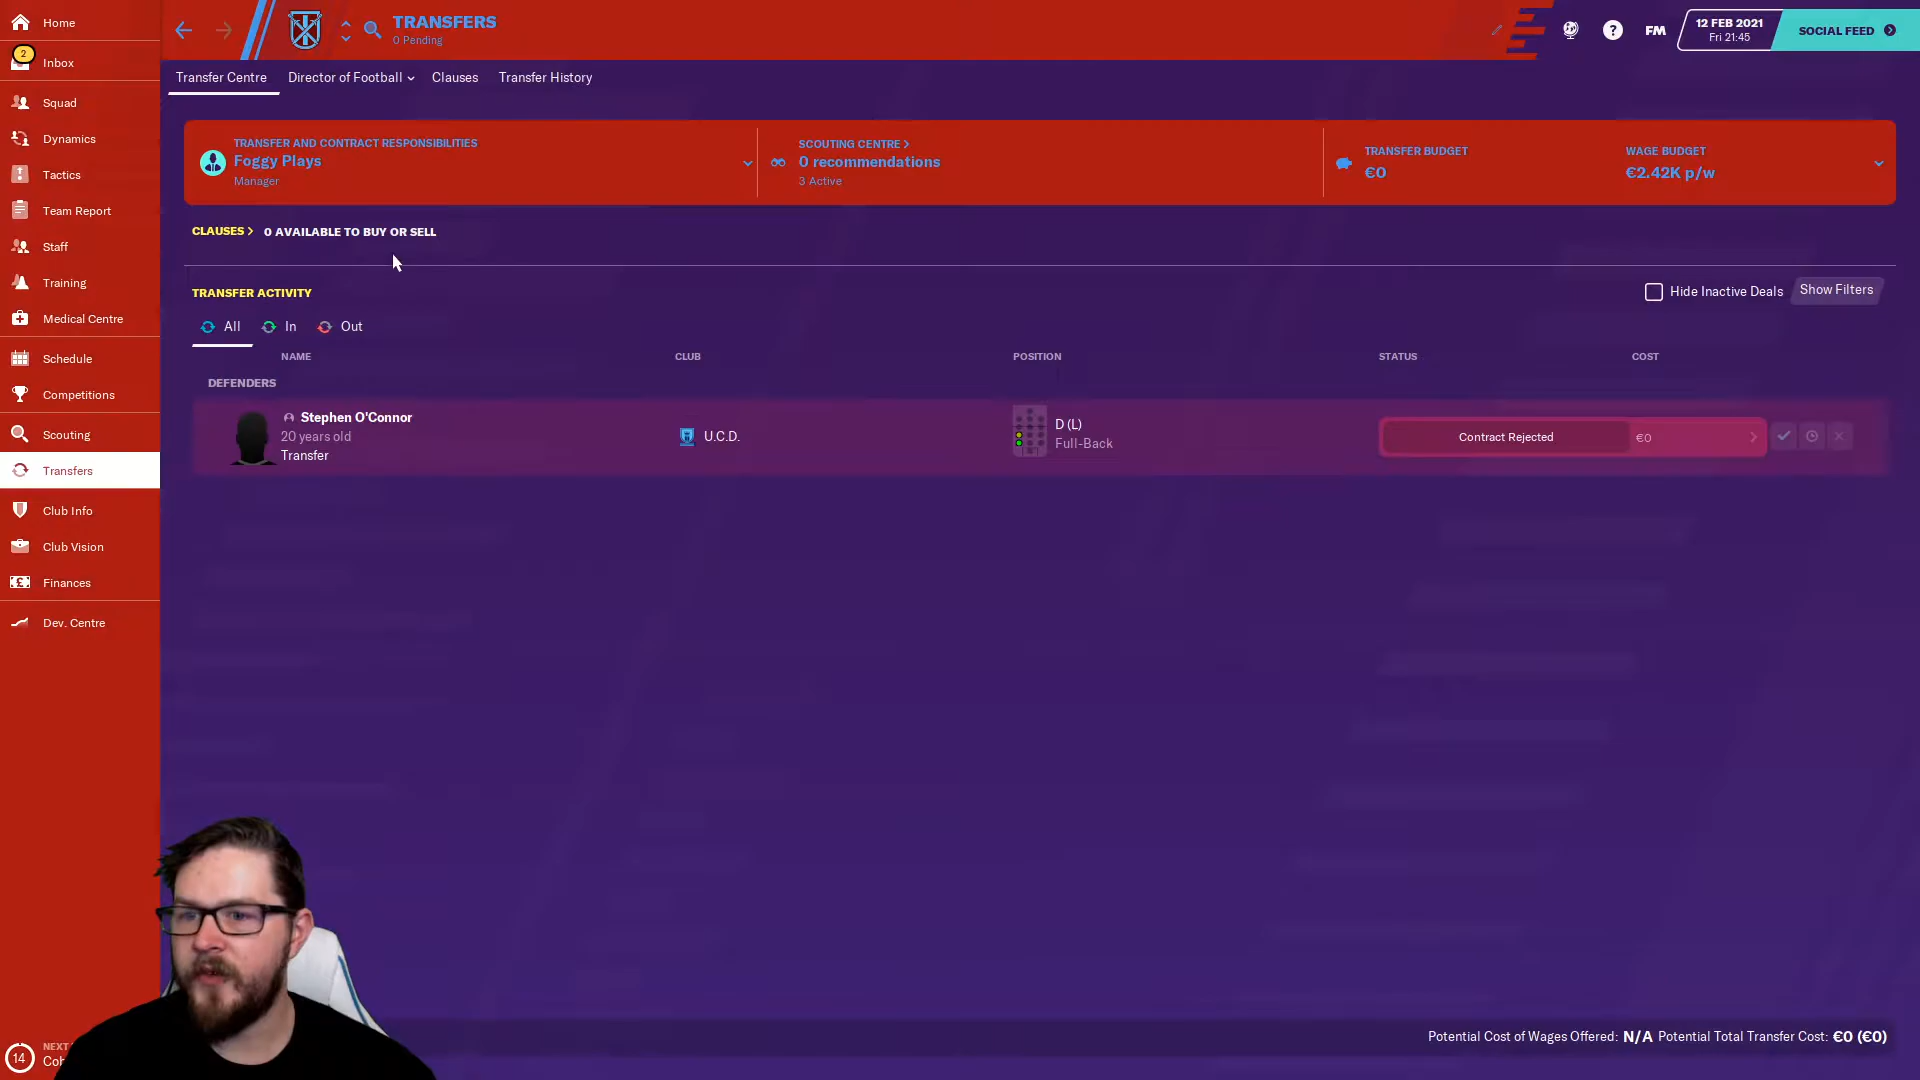 Home
2
Inbox
Squad
Dynamics
Tactics
Team Report
Staff
Training
Medical Centre
Schedule
Competitions
Scouting
Transfers
Club Info
Club Vision
Finances
Dev. Centre
14
NEXT
TRANSFERS
0 Pending
?
FM
12 FEB 2021
Fri 21:45
SOCIAL FEED
Transfer Centre Director of Football Clauses Transfer History
TRANSFER AND CONTRACT RESPONSIBILITIES
Foggy Plays
Manager
SCOUTING CENTRE >
0 recommendations
3 Active
TRANSFER BUDGET
€0
WAGE BUDGET
€2.42K p/w
CLAUSES > 0 AVAILABLE TO BUY OR SELL
TRANSFER ACTIVITY
Hide Inactive Deals Show Filters
All In Out
NAME CLUB POSITION STATUS COST
DEFENDERS
Stephen O'Connor
20 years old
Transfer
U.C.D.
D (L)
Full-Back
Contract Rejected €0
Potential Cost of Wages Offered: N/A Potential Total Transfer Cost: €0 (€0)